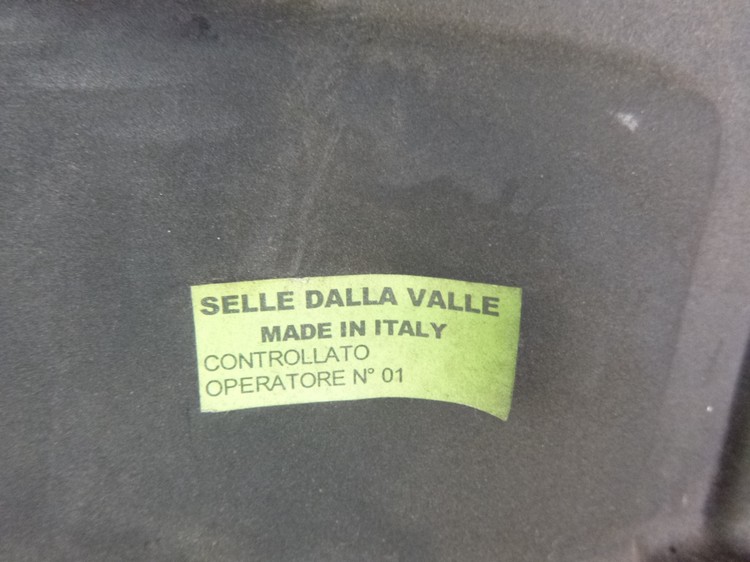 SELLE DALLA VALLE
MADE IN ITALY
CONTROLLATO
OPERATORE N° 01